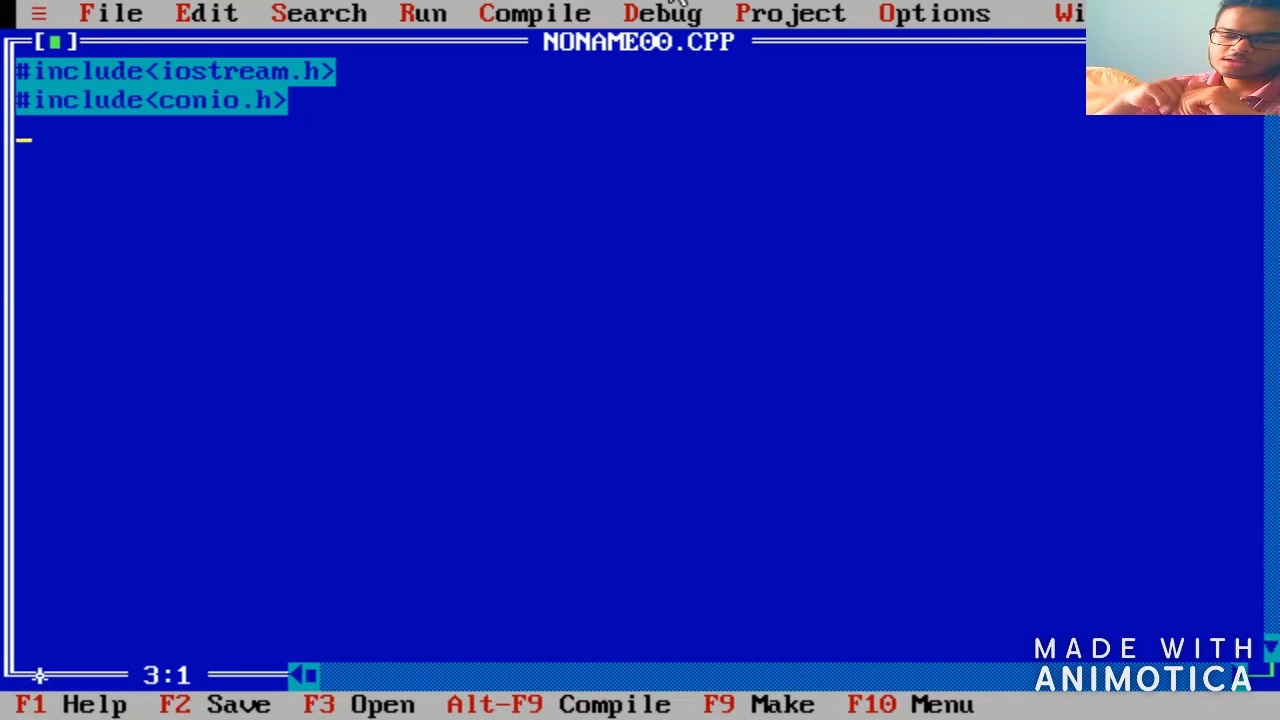 ≡ File Edit Search Run Compile Debug Project Options Wi
[■] NONAME00.CPP
#include<iostream.h>
#include<conio.h>
3:1
MADE WITH
ANIMOTICA
F1 Help F2 Save F3 Open Alt-F9 Compile F9 Make F10 Menu